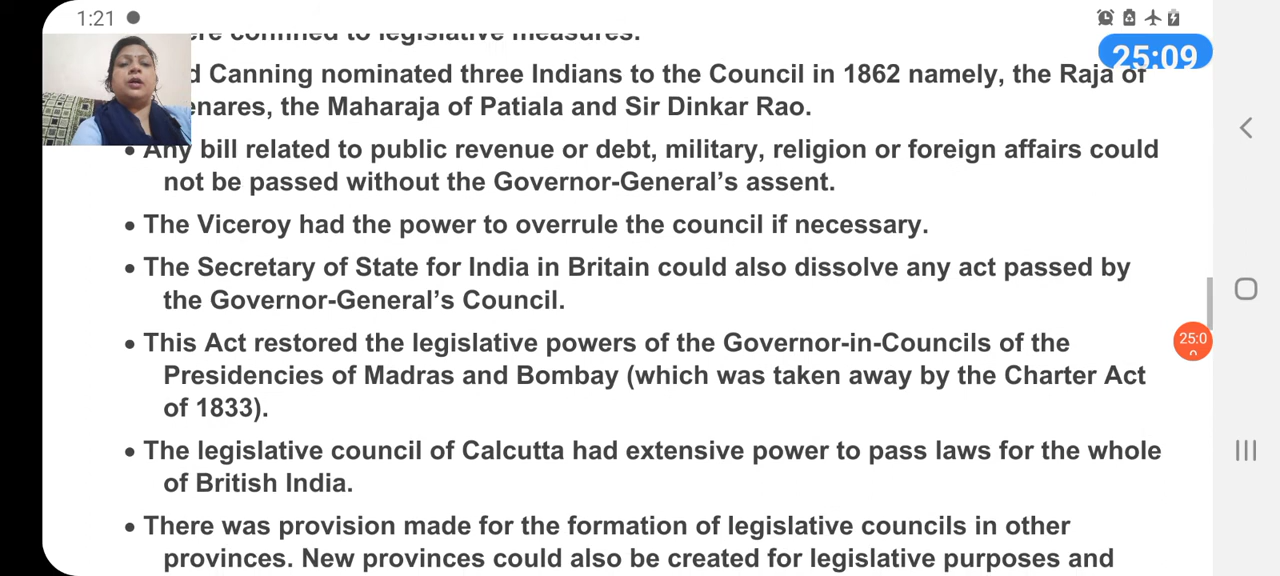 1:21
25:09
confined to legislative measures.
d Canning nominated three Indians to the Council in 1862 namely, the Raja of
enares, the Maharaja of Patiala and Sir Dinkar Rao.
• Any bill related to public revenue or debt, military, religion or foreign affairs could
not be passed without the Governor-General’s assent.
• The Viceroy had the power to overrule the council if necessary.
• The Secretary of State for India in Britain could also dissolve any act passed by
the Governor-General’s Council.
• This Act restored the legislative powers of the Governor-in-Councils of the
Presidencies of Madras and Bombay (which was taken away by the Charter Act
of 1833).
25:0
• The legislative council of Calcutta had extensive power to pass laws for the whole
of British India.
• There was provision made for the formation of legislative councils in other
provinces. New provinces could also be created for legislative purposes and